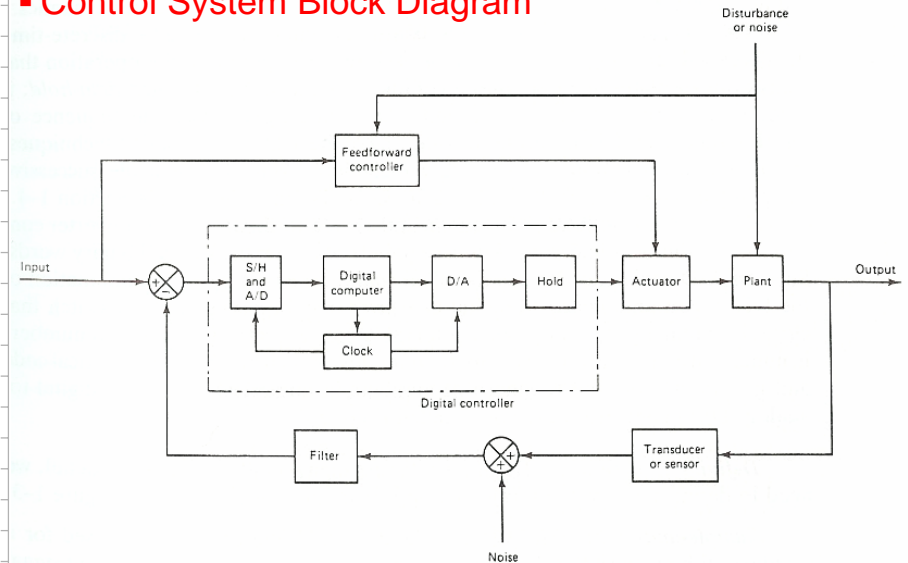 ▪ Control System Block Diagram
Disturbance
or noise
Feedforward
controller
Input
+
−
S/H
and
A/D
Digital
computer
D/A
Hold
Actuator
Plant
Output
Clock
Digital controller
Filter
+
+
Transducer
or sensor
Noise